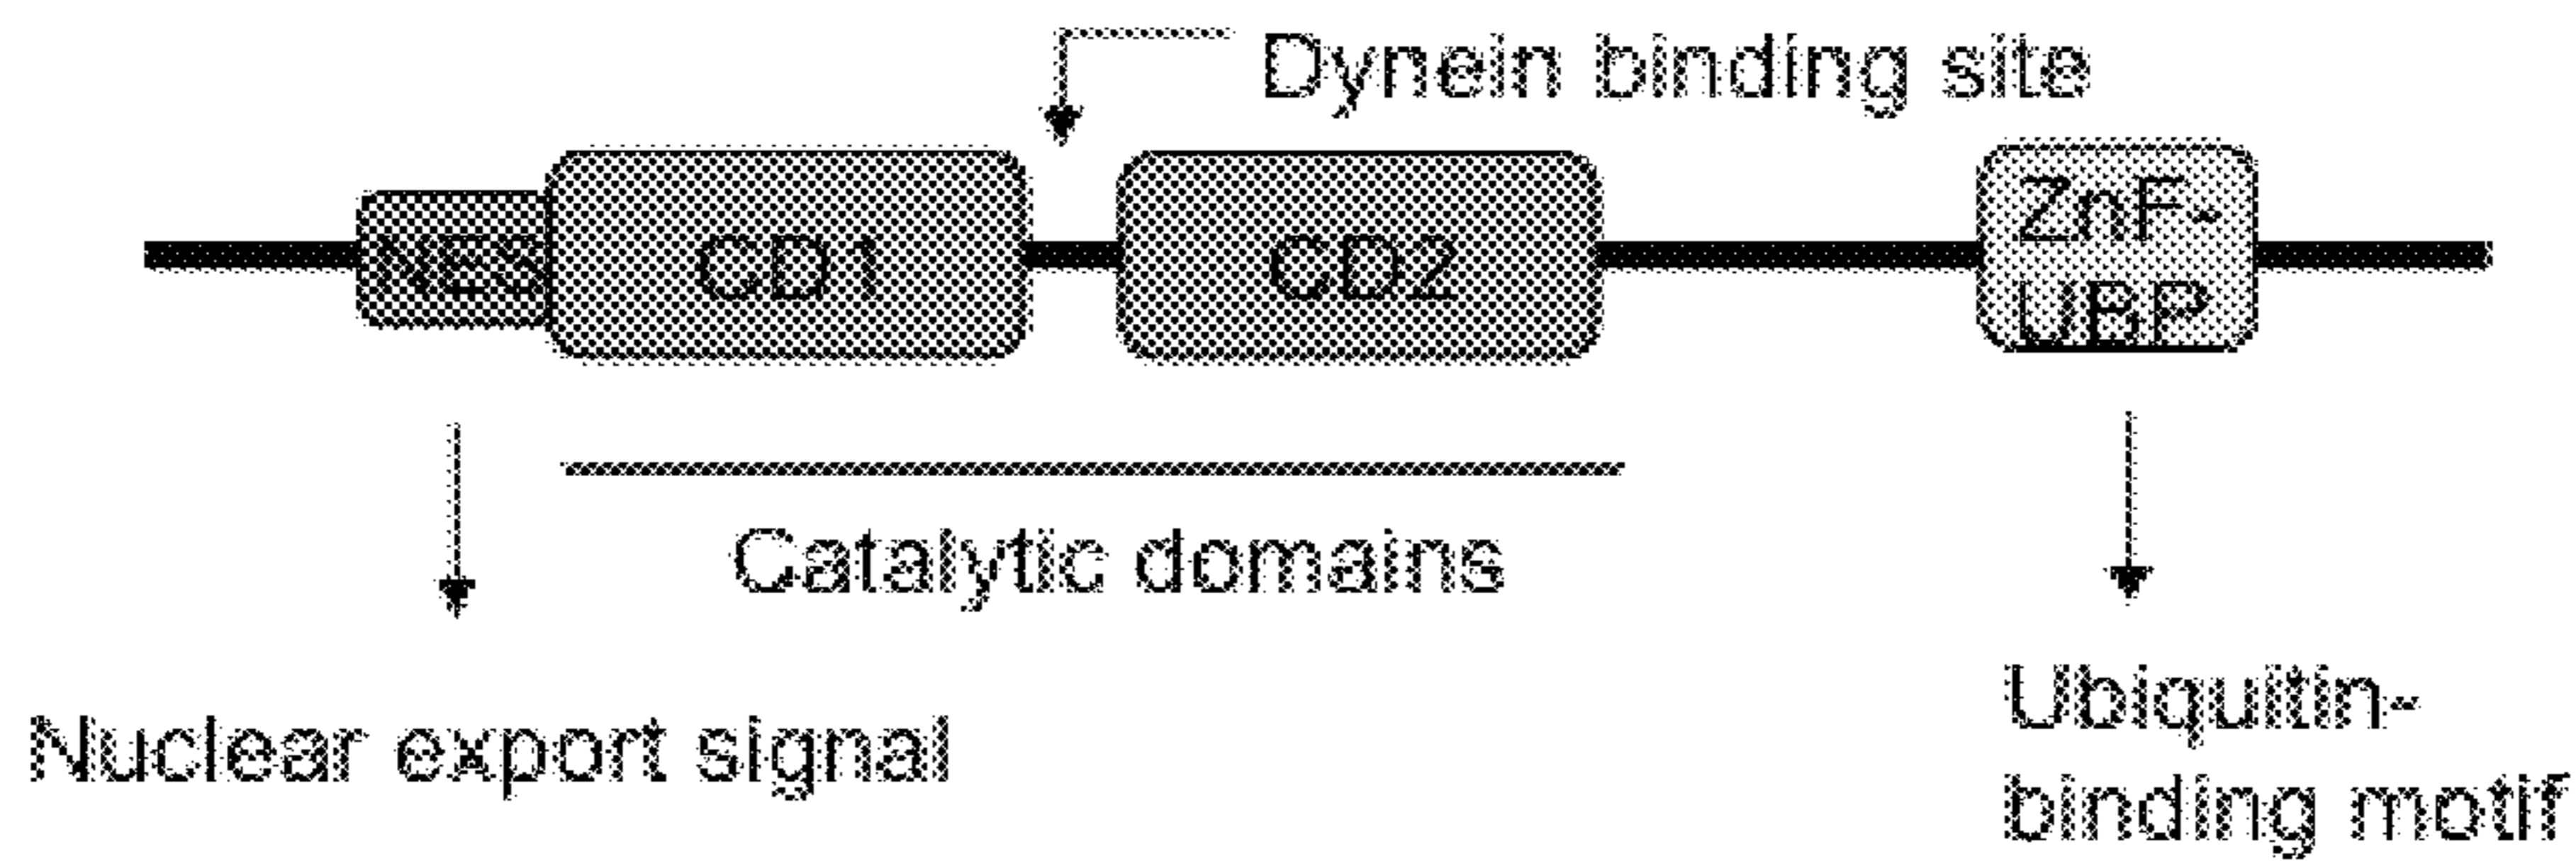 Dynein binding site
NES
CD1
CD2
ZnF-
UBP
Catalytic domains
Nuclear export signal
Ubiquitin-
binding motif